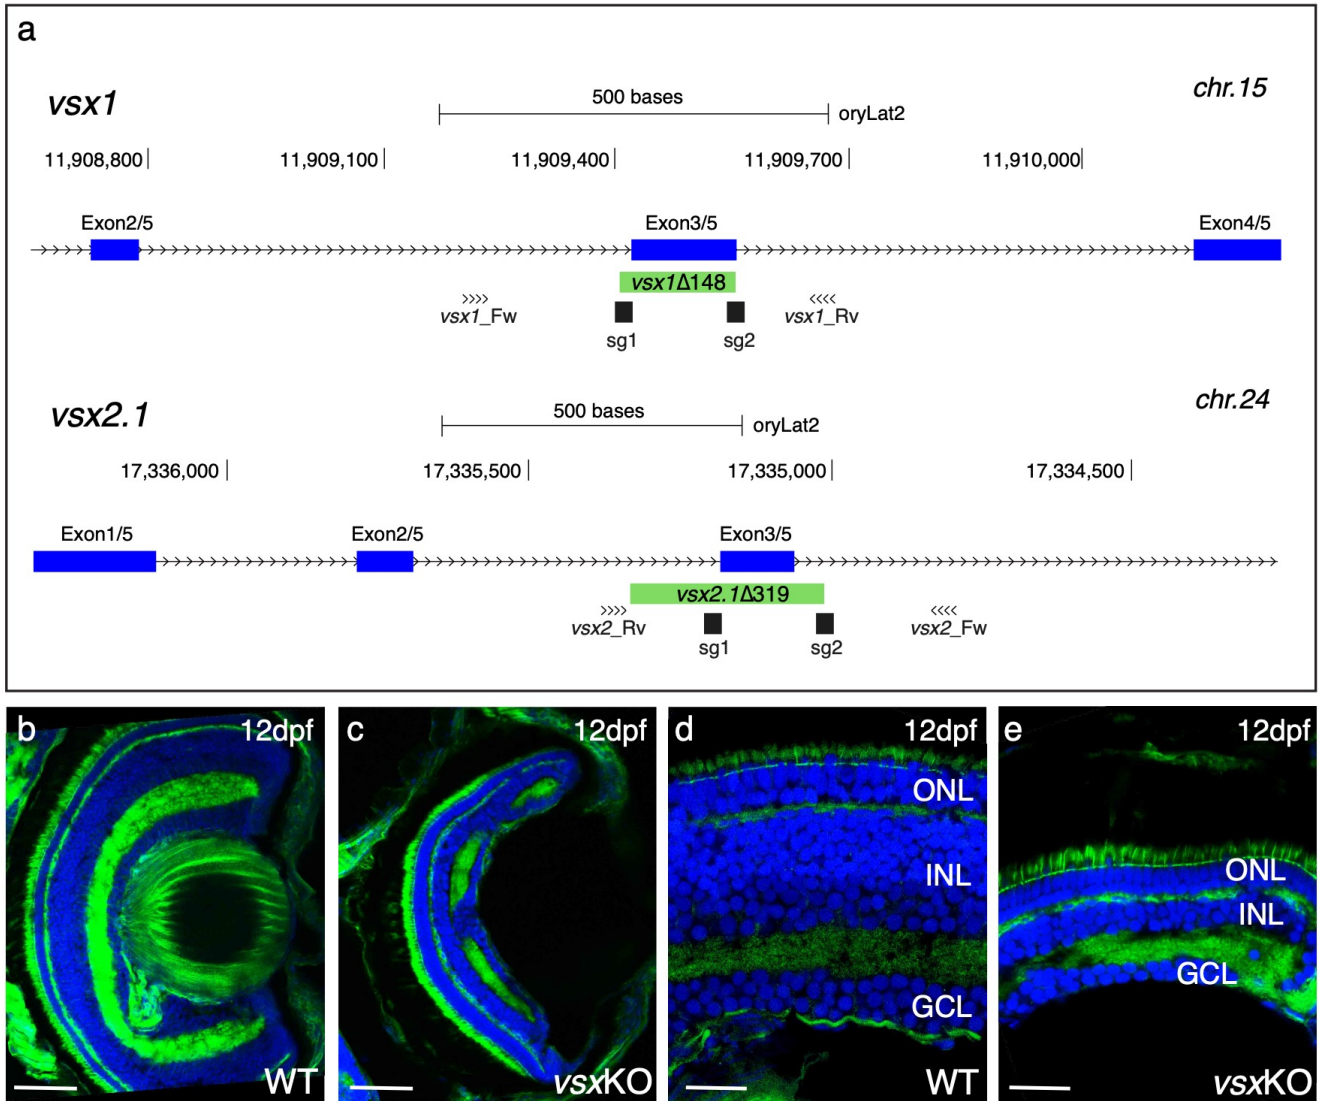 a
vsx1
500 bases
oryLat2
chr.15
11,908,800
11,909,100
11,909,400
11,909,700
11,910,000
Exon2/5
Exon3/5
Exon4/5
vsx1Δ148
vsx1_Fw
vsx1_Rv
sg1
sg2
vsx2.1
500 bases
oryLat2
chr.24
17,336,000
17,335,500
17,335,000
17,334,500
Exon1/5
Exon2/5
Exon3/5
vsx2.1Δ319
vsx2_Rv
vsx2_Fw
sg1
sg2
b
12dpf
WT
c
12dpf
vsxKO
d
12dpf
ONL
INL
GCL
WT
e
12dpf
ONL
INL
GCL
vsxKO